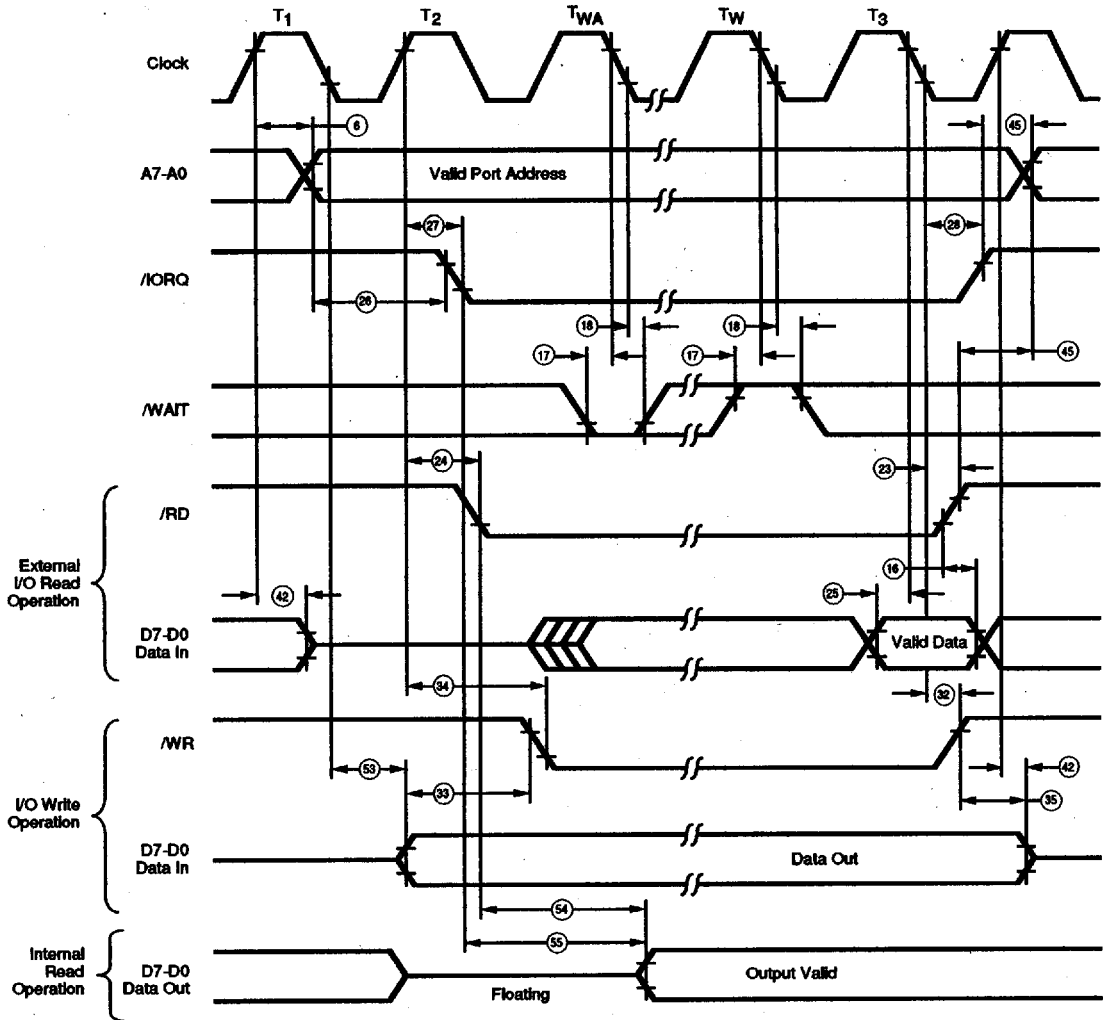 T1 T2 TWA TW T3
Clock
6 45
A7-A0 Valid Port Address
27 28
/IORQ
26
18 18
17 17 45
/WAIT
24 23
/RD
External
I/O Read
Operation
16
42 25
D7-D0
Data In
Valid Data
34 32
/WR
53 33 42
35
I/O Write
Operation
D7-D0
Data In
Data Out
54
55
Internal
Read
Operation
D7-D0
Data Out
Floating
Output Valid